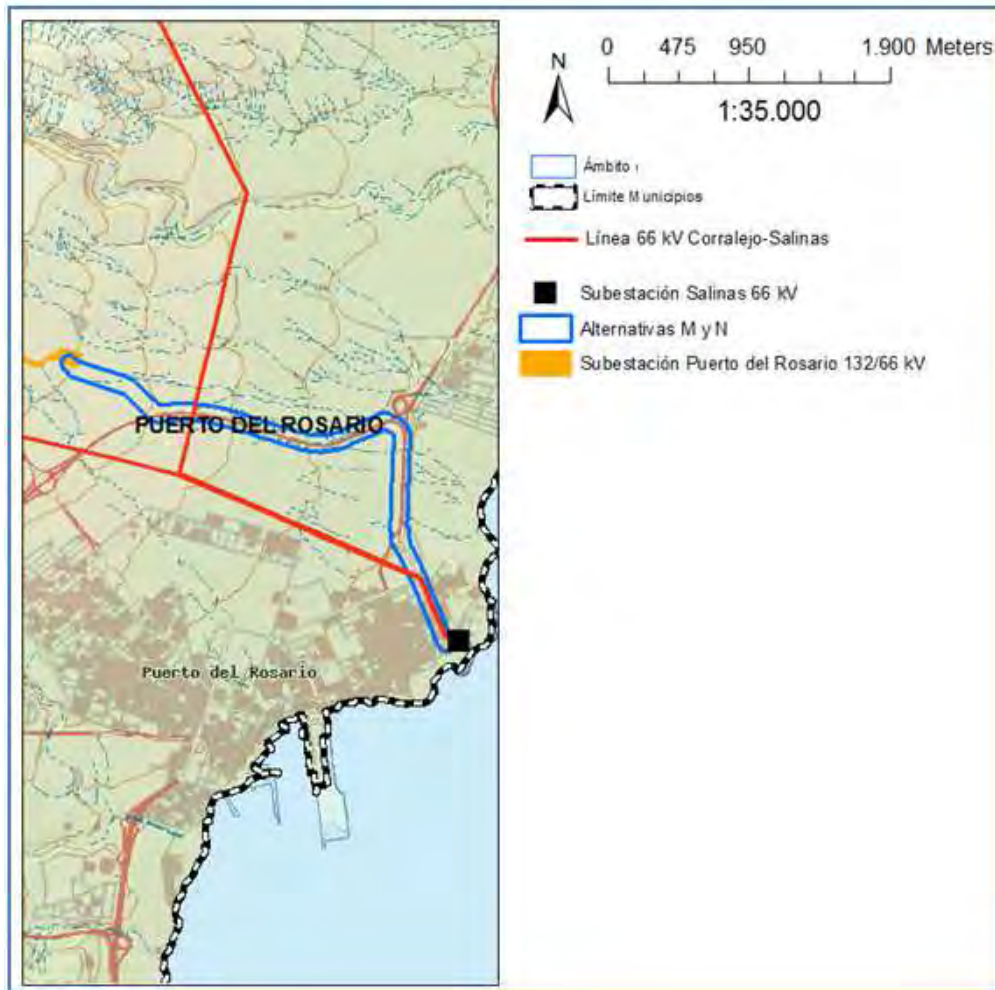 PUERTO DEL ROSARIO
Puerto del Rosario
N
0 475 950 1.900 Meters
1:35.000
Ámbito
Límite Municipios
Línea 66 kV Corralejo-Salinas
Subestación Salinas 66 kV
Alternativas M y N
Subestación Puerto del Rosario 132/66 kV